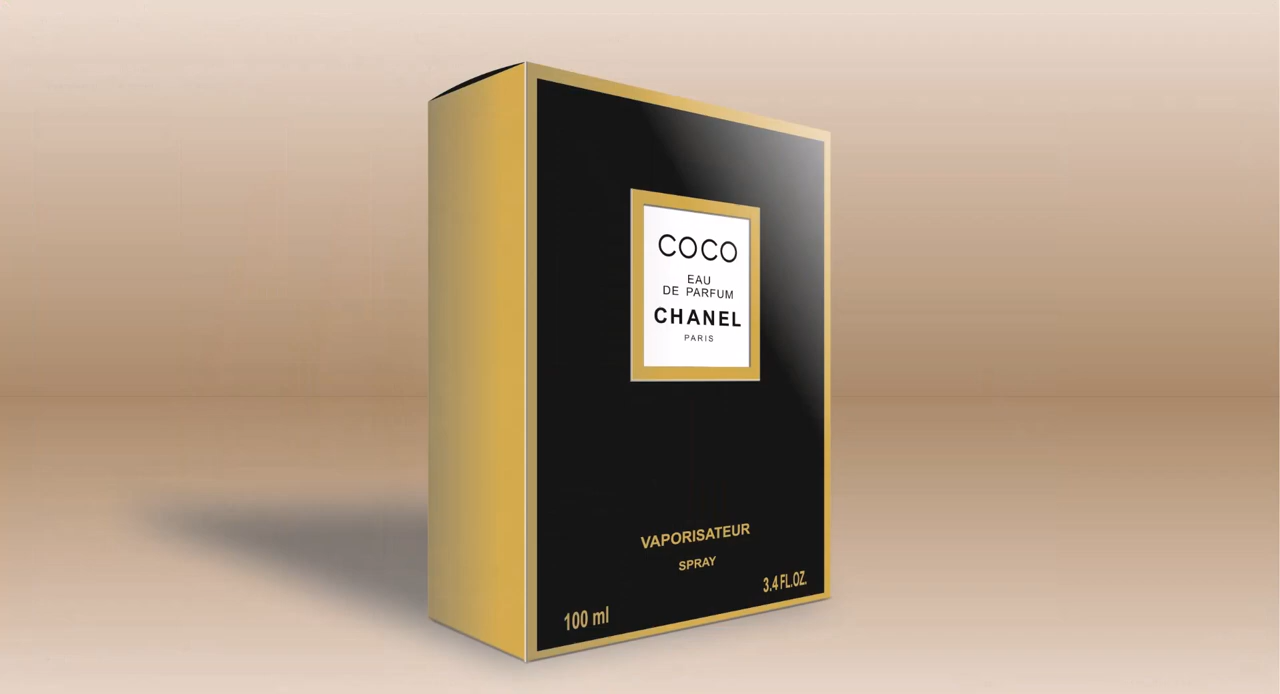 COCO
EAU
DE PARFUM
CHANEL
PARIS
VAPORISATEUR
SPRAY
3.4 FL.OZ.
100 ml